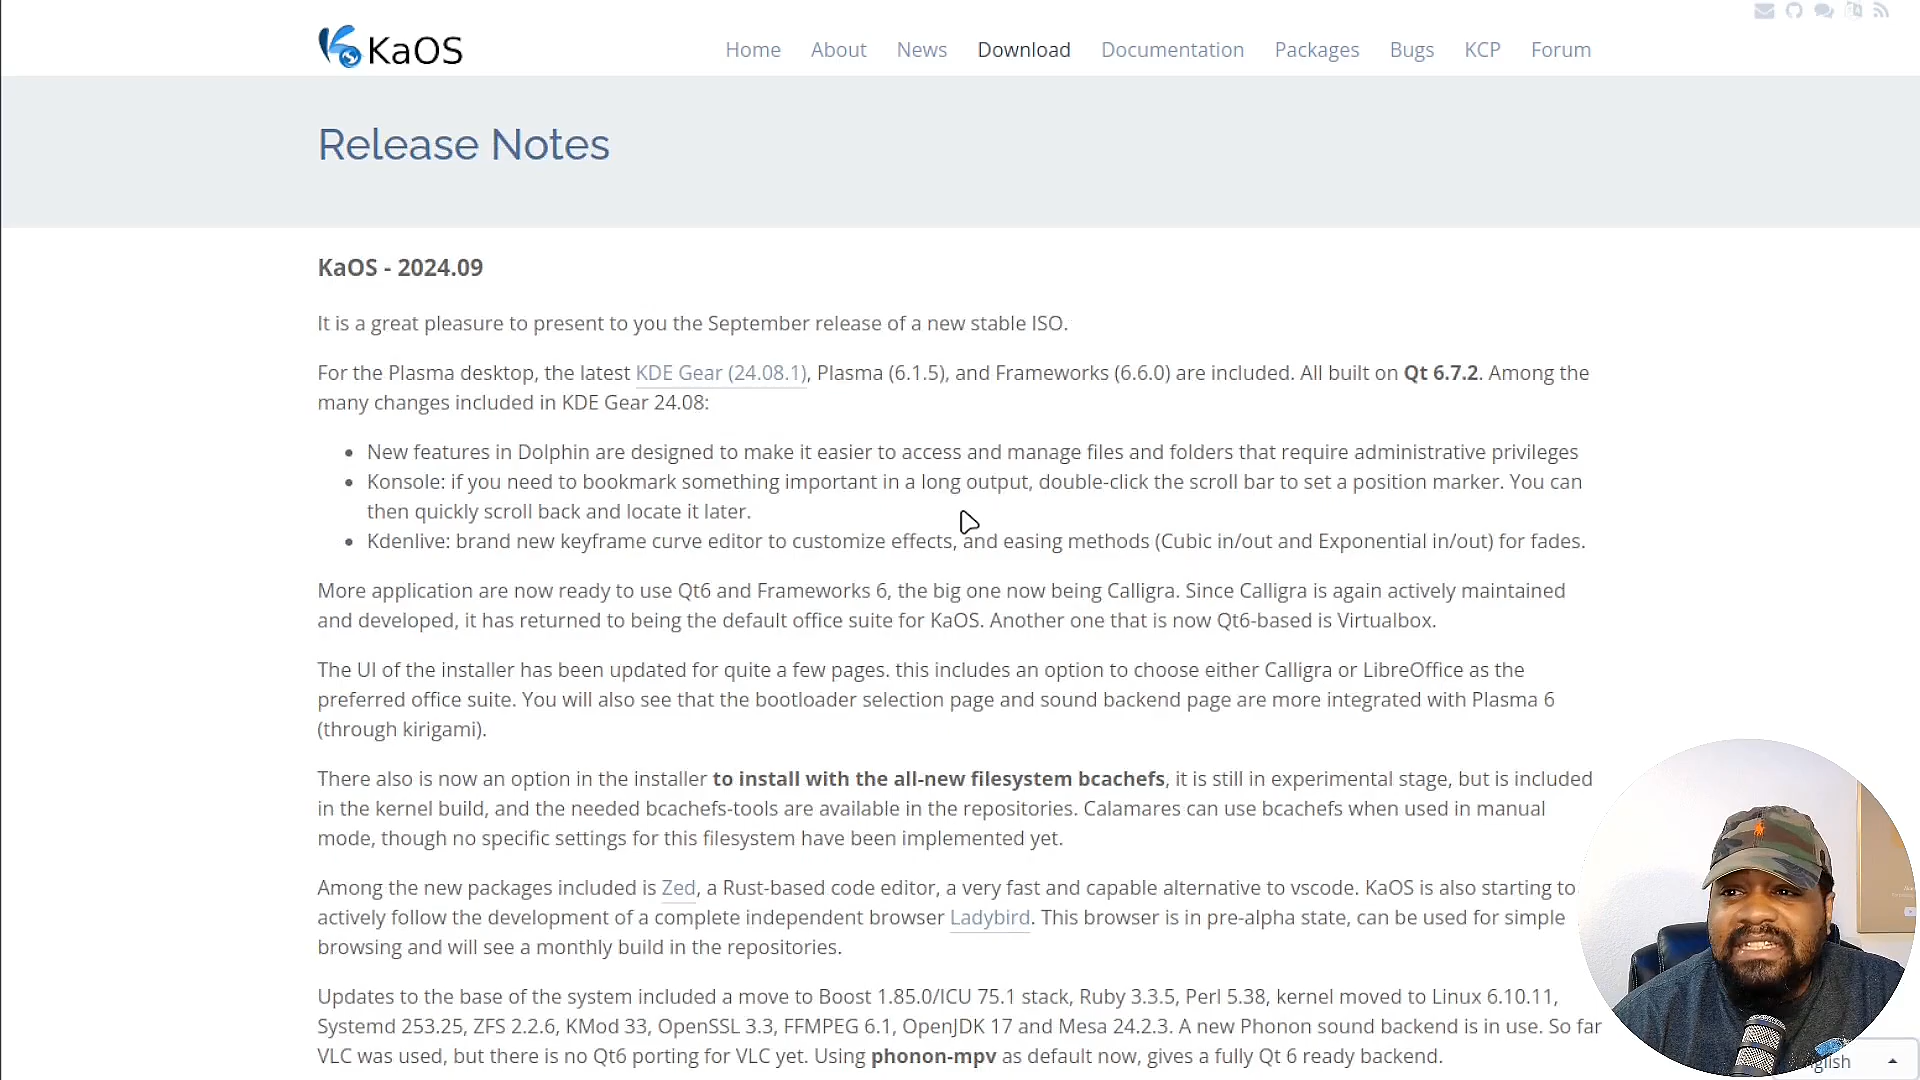 KaOS
Home About News Download Documentation Packages Bugs KCP Forum
Release Notes
KaOS - 2024.09
It is a great pleasure to present to you the September release of a new stable ISO.
For the Plasma desktop, the latest KDE Gear (24.08.1), Plasma (6.1.5), and Frameworks (6.6.0) are included. All built on Qt 6.7.2. Among the
many changes included in KDE Gear 24.08:
New features in Dolphin are designed to make it easier to access and manage files and folders that require administrative privileges
Konsole: if you need to bookmark something important in a long output, double-click the scroll bar to set a position marker. You can
then quickly scroll back and locate it later.
Kdenlive: brand new keyframe curve editor to customize effects, and easing methods (Cubic in/out and Exponential in/out) for fades.
More application are now ready to use Qt6 and Frameworks 6, the big one now being Calligra. Since Calligra is again actively maintained
and developed, it has returned to being the default office suite for KaOS. Another one that is now Qt6-based is Virtualbox.
The UI of the installer has been updated for quite a few pages. this includes an option to choose either Calligra or LibreOffice as the
preferred office suite. You will also see that the bootloader selection page and sound backend page are more integrated with Plasma 6
(through kirigami).
There also is now an option in the installer to install with the all-new filesystem bcachefs, it is still in experimental stage, but is included
in the kernel build, and the needed bcachefs-tools are available in the repositories. Calamares can use bcachefs when used in manual
mode, though no specific settings for this filesystem have been implemented yet.
Among the new packages included is Zed, a Rust-based code editor, a very fast and capable alternative to vscode. KaOS is also starting to
actively follow the development of a complete independent browser Ladybird. This browser is in pre-alpha state, can be used for simple
browsing and will see a monthly build in the repositories.
Updates to the base of the system included a move to Boost 1.85.0/ICU 75.1 stack, Ruby 3.3.5, Perl 5.38, kernel moved to Linux 6.10.11,
Systemd 253.25, ZFS 2.2.6, KMod 33, OpenSSL 3.3, FFMPEG 6.1, OpenJDK 17 and Mesa 24.2.3. A new Phonon sound backend is in use. So far
VLC was used, but there is no Qt6 porting for VLC yet. Using phonon-mpv as default now, gives a fully Qt 6 ready backend.